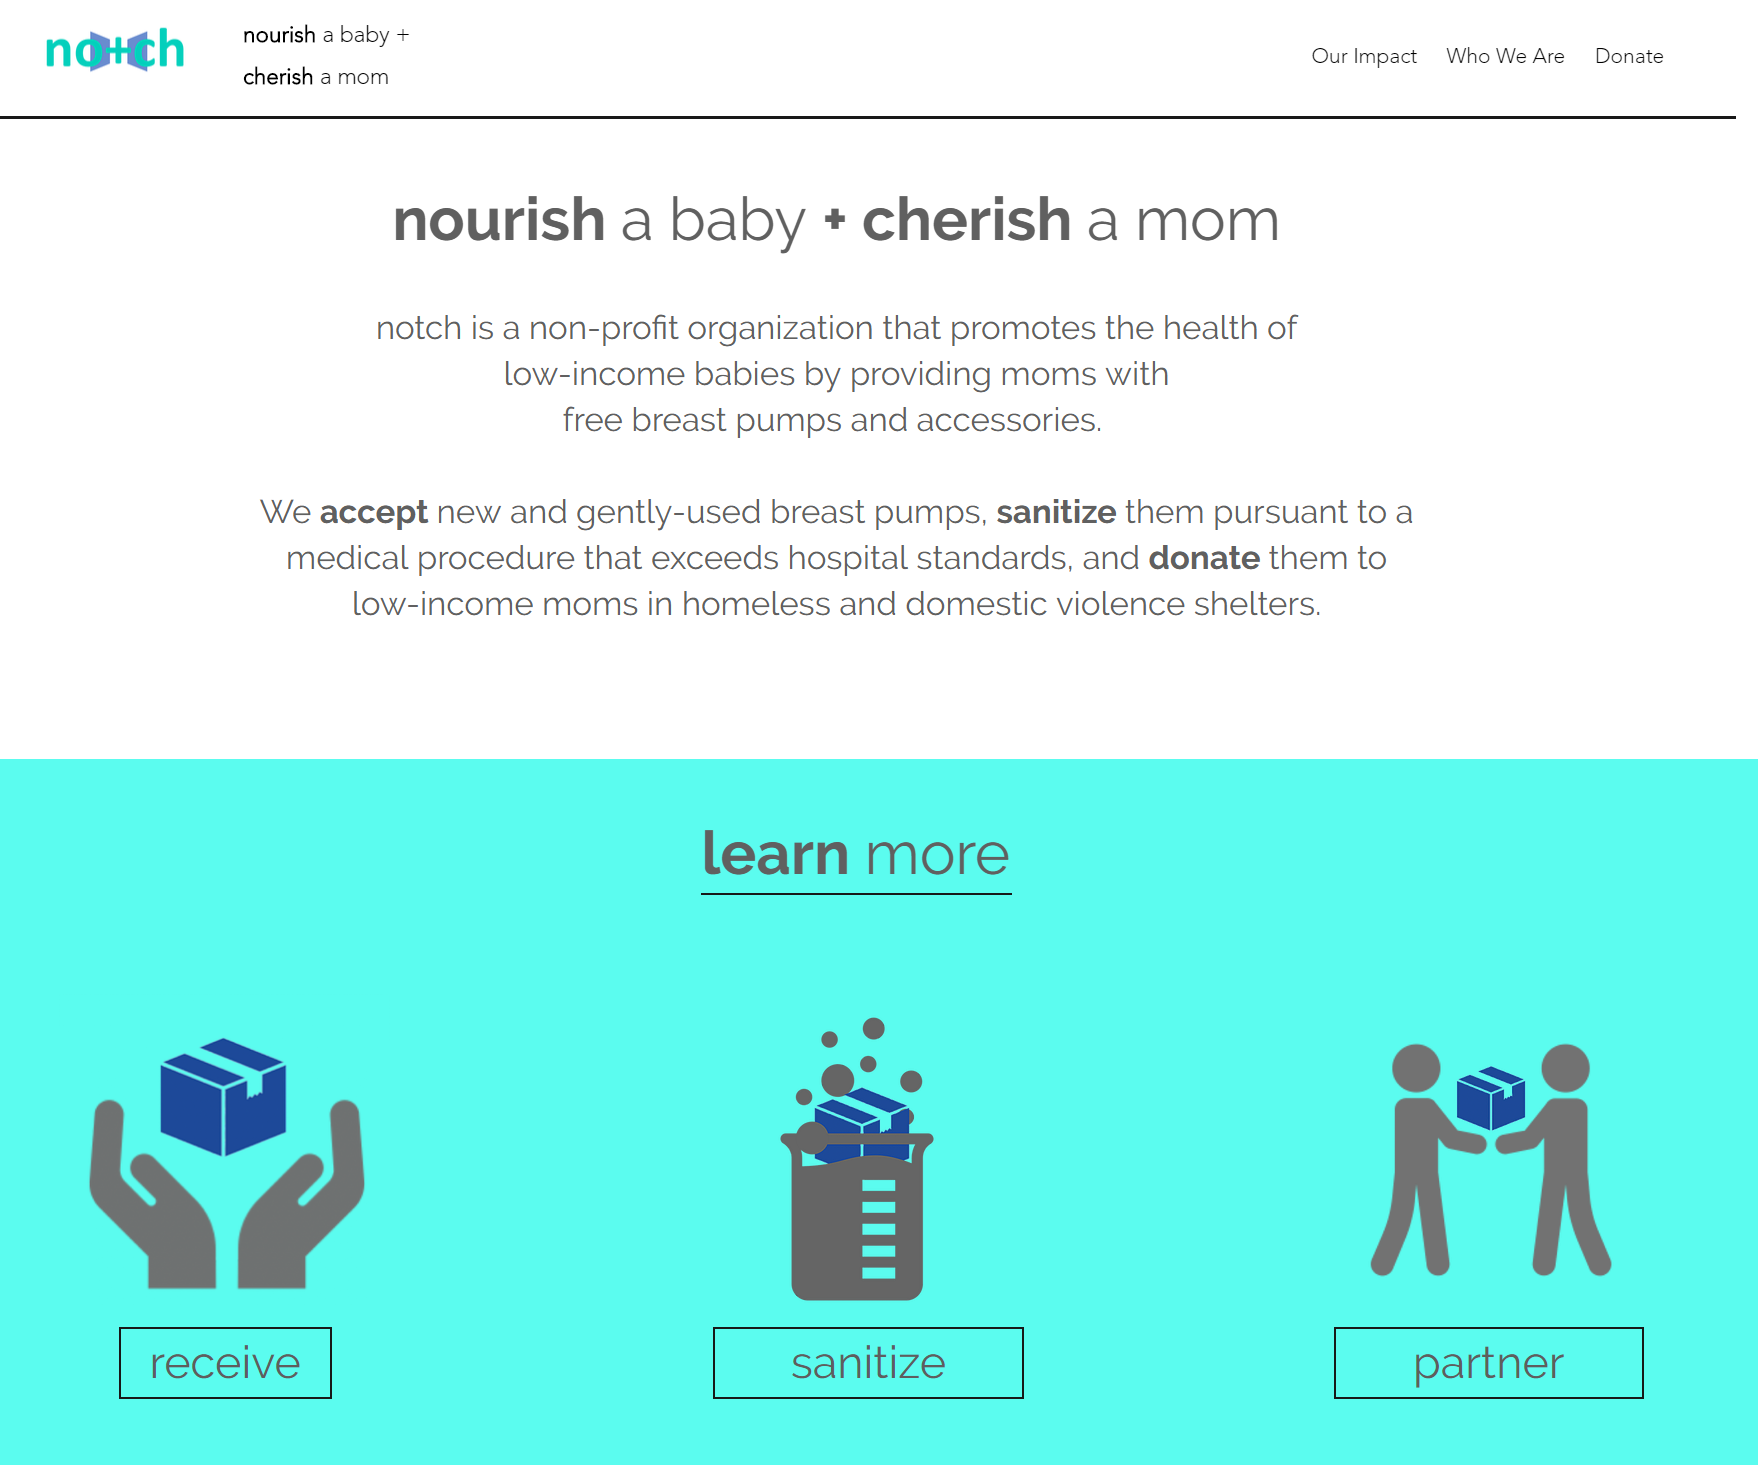 no+ch
nourish a baby +
cherish a mom
Our Impact
Who We Are
Donate
nourish a baby + cherish a mom
notch is a non-profit organization that promotes the health of
low-income babies by providing moms with
free breast pumps and accessories.
We accept new and gently-used breast pumps, sanitize them pursuant to a
medical procedure that exceeds hospital standards, and donate them to
low-income moms in homeless and domestic violence shelters.
learn more
receive
sanitize
partner